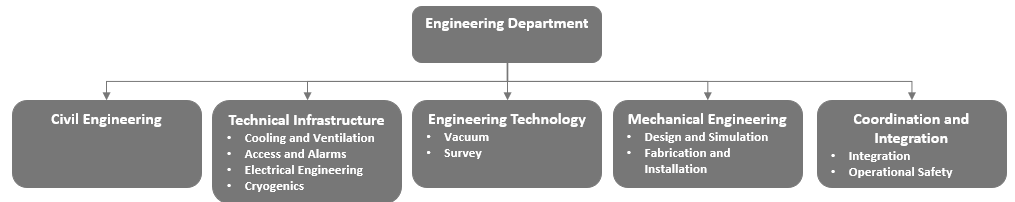 Engineering Department
Civil Engineering
Technical Infrastructure
• Cooling and Ventilation
• Access and Alarms
• Electrical Engineering
• Cryogenics
Engineering Technology
• Vacuum
• Survey
Mechanical Engineering
• Design and Simulation
• Fabrication and
Installation
Coordination and
Integration
• Integration
• Operational Safety